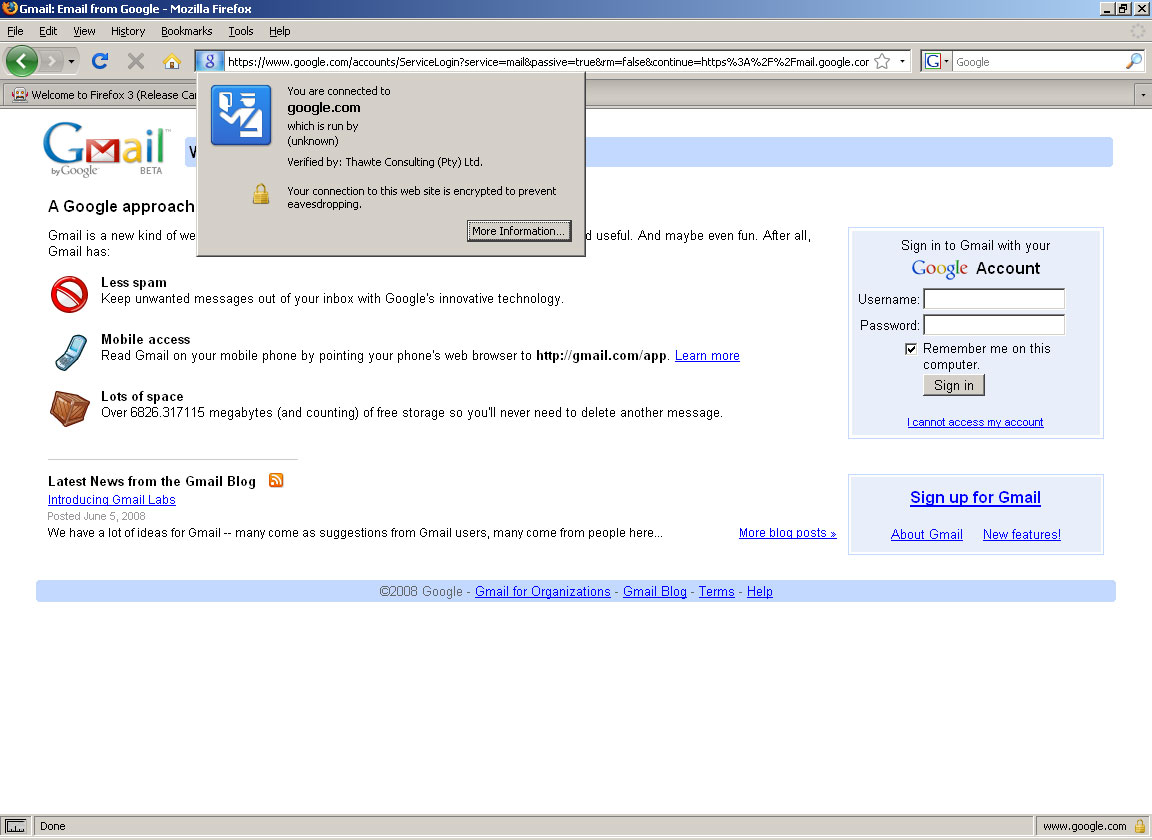 Gmail: Email from Google - Mozilla Firefox
File Edit View History Bookmarks Tools Help
g https://www.google.com/accounts/ServiceLogin?service=mail&passive=true&rm=false&continue=https%3A%2F%2Fmail.google.cor
G Google
Welcome to Firefox 3 (Release Can
You are connected to
google.com
which is run by
(unknown)
Verified by: Thawte Consulting (Pty) Ltd.
Your connection to this web site is encrypted to prevent
eavesdropping.
More Information...
Gmail™
by Google BETA
W
A Google approach
Gmail is a new kind of we d useful. And maybe even fun. After all,
Gmail has:
Less spam
Keep unwanted messages out of your inbox with Google's innovative technology.
Mobile access
Read Gmail on your mobile phone by pointing your phone's web browser to http://gmail.com/app. Learn more
Lots of space
Over 6826.317115 megabytes (and counting) of free storage so you'll never need to delete another message.
Latest News from the Gmail Blog
Introducing Gmail Labs
Posted June 5, 2008
We have a lot of ideas for Gmail -- many come as suggestions from Gmail users, many come from people here...
More blog posts »
Sign in to Gmail with your
Google Account
Username:
Password:
Remember me on this
computer.
Sign in
I cannot access my account
Sign up for Gmail
About Gmail New features!
©2008 Google - Gmail for Organizations - Gmail Blog - Terms - Help
Done
www.google.com